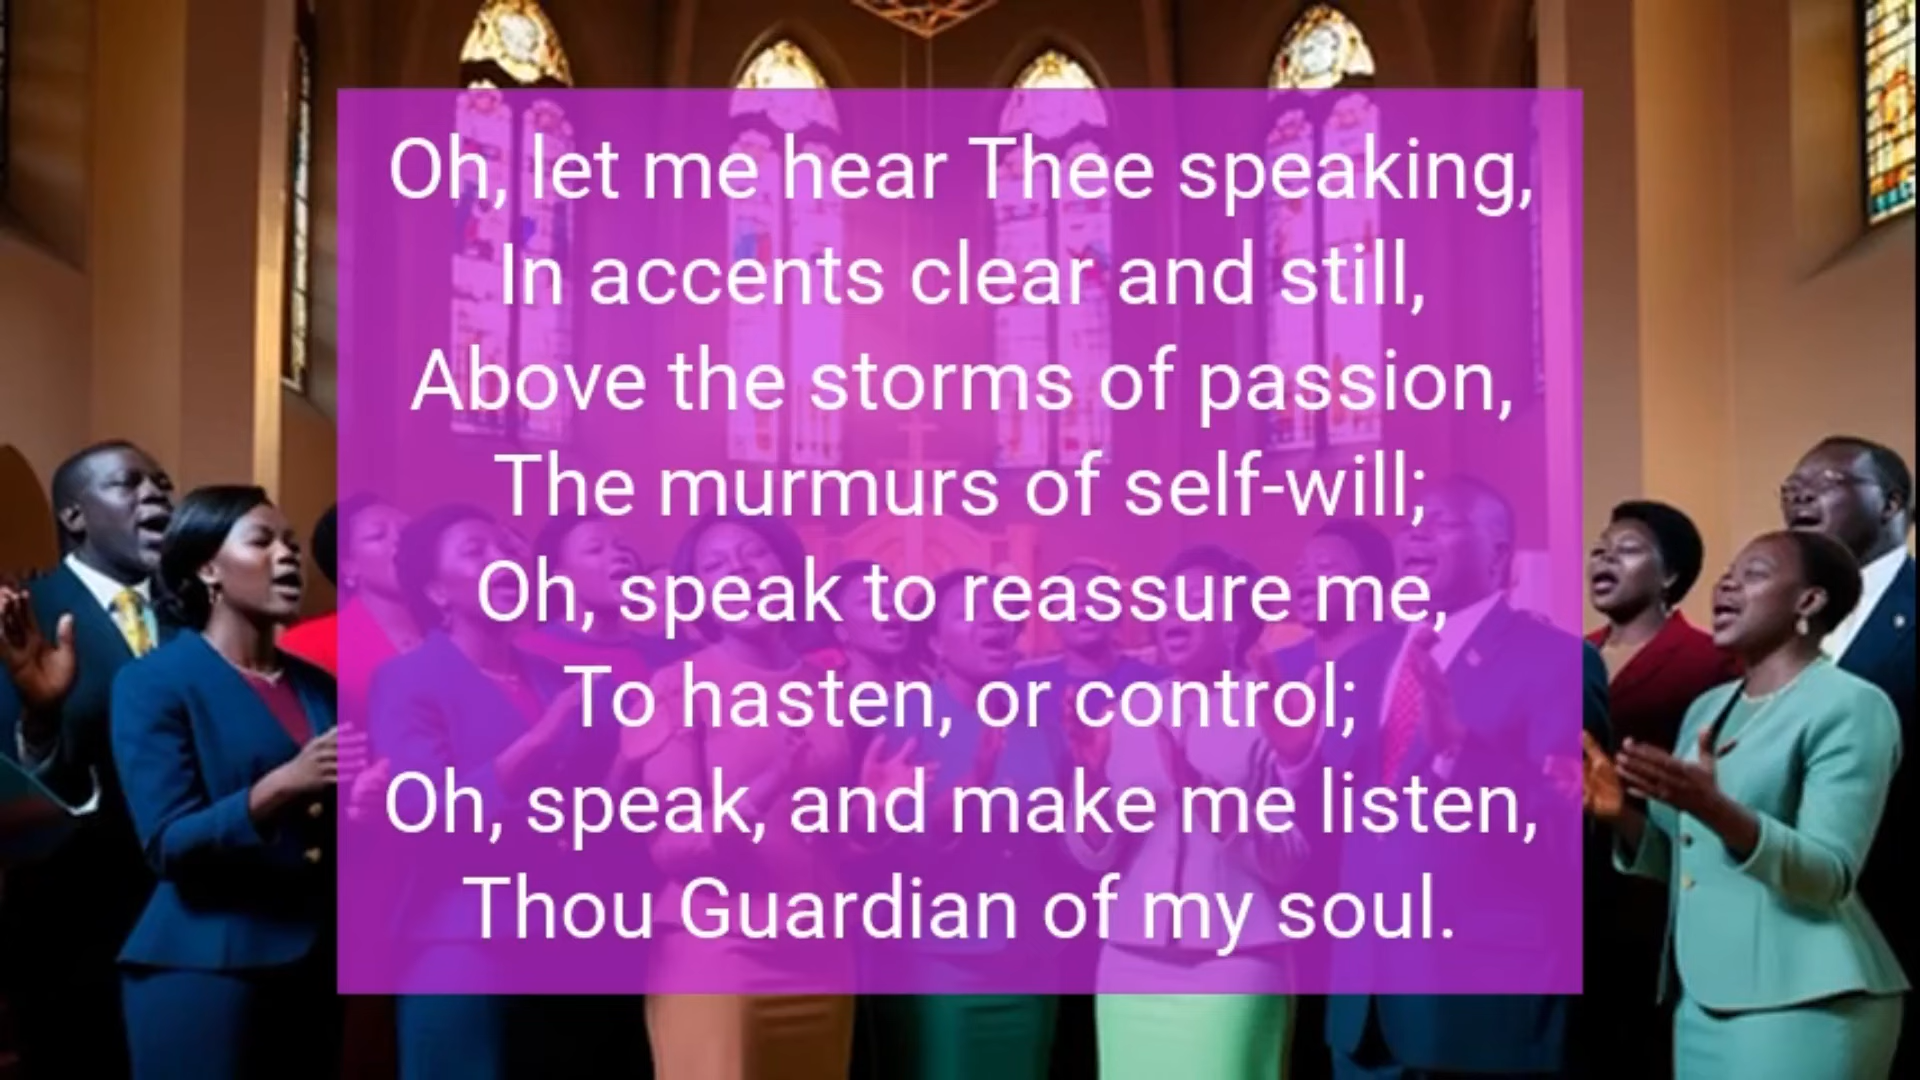 Oh, let me hear Thee speaking,
In accents clear and still,
Above the storms of passion,
The murmurs of self-will;
Oh, speak to reassure me,
To hasten, or control;
Oh, speak, and make me listen,
Thou Guardian of my soul.